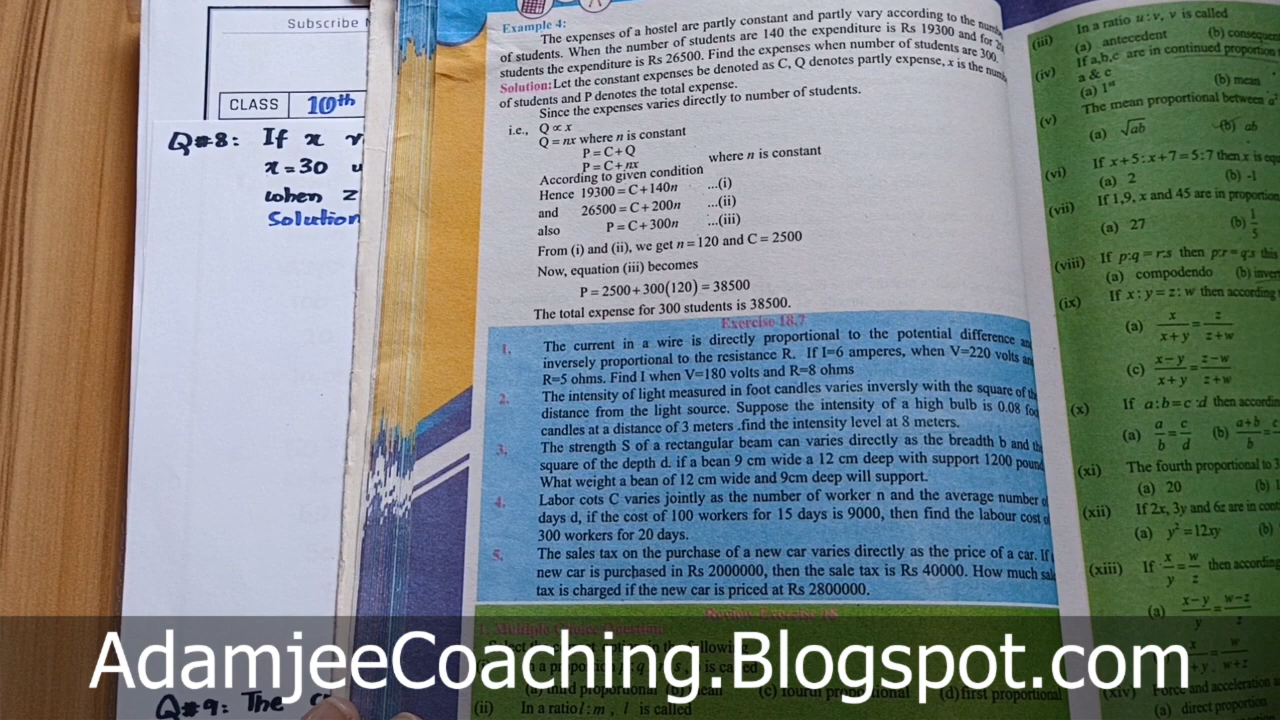 Subscribe
CLASS 10th
Q#8: If x
x=30
when z
Solution
Q#9: The
Example 4:
The expenses of a hostel are partly constant and partly vary according to the
of students. When the number of students are 140 the expenditure is Rs 19300 and for
students the expenditure is Rs 26500. Find the expenses when number of students are 300.
Solution: Let the constant expenses be denoted as C, Q denotes partly expense, x is the
of students and P denotes the total expense.
Since the expenses varies directly to number of students.
i.e., Q ∝ x
Q = nx where n is constant
P = C+Q
P = C+nx where n is constant
According to given condition
Hence 19300 = C+140n ...(i)
and 26500 = C+200n ...(ii)
also P = C+300n ...(iii)
From (i) and (ii), we get n = 120 and C = 2500
Now, equation (iii) becomes
P = 2500+300(120) = 38500
The total expense for 300 students is 38500.
Exercise 18.7
1. The current in a wire is directly proportional to the potential difference
inversely proportional to the resistance R. If I=6 amperes, when V=220 volts
R=5 ohms. Find I when V=180 volts and R=8 ohms
2. The intensity of light measured in foot candles varies inversly with the square of
distance from the light source. Suppose the intensity of a high bulb is 0.08
candles at a distance of 3 meters .find the intensity level at 8 meters.
3. The strength S of a rectangular beam can varies directly as the breadth b and
square of the depth d. if a bean 9 cm wide a 12 cm deep with support 1200
What weight a bean of 12 cm wide and 9cm deep will support.
4. Labor cots C varies jointly as the number of worker n and the average number
days d, if the cost of 100 workers for 15 days is 9000, then find the labour cost
300 workers for 20 days.
5. The sales tax on the purchase of a new car varies directly as the price of a car. If
new car is purchased in Rs 2000000, then the sale tax is Rs 40000. How much
tax is charged if the new car is priced at Rs 2800000.
Review Exercise 18
1. Multiple Choice Question
(ii) In a ratio l : m , l is called
(iii) In a ratio u : v, v is called
(a) antecedent (b)
(iv) If a,b,c are in continued proportion
a & c
(a) 1st (b) mean
(v) The mean proportional between
(a) √ab (b) ab
(vi) If x+5 : x+7 = 5 : 7 then x is
(a) 2 (b) -1
(vii) If 1,9, x and 45 are in proportion
(a) 27 (b) 1/5
(viii) If p:q = r:s then p:r = q:s this
(a) compodendo (b)
(ix) If x : y = z : w then according
(a) x/(x+y) = z/(z+w)
(c) (x−y)/(x+y) = (z−w)/(z+w)
(x) If a:b = c:d then
(a) a/b = c/d (b) (a+b)/b =
(xi) The fourth proportional to
(a) 20 (b)
(xii) If 2x, 3y and 6z are in
(a) y² = 12xy (b)
(xiii) If x/y = w/z then according
(a) (x−y)/y = (w−z)/z
(xiv) Force and acceleration
(a) direct proportion
AdamjeeCoaching.Blogspot.com